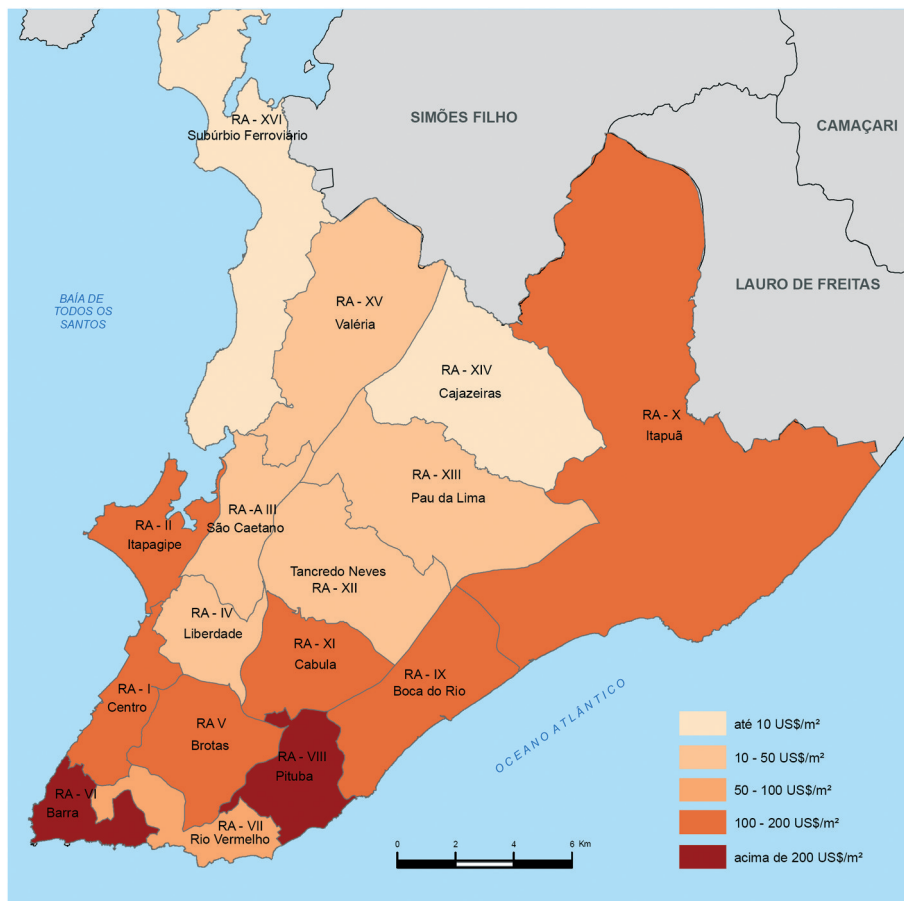 RA - XVI
Subúrbio Ferroviário
SIMÕES FILHO
CAMAÇARI
LAURO DE FREITAS
BAÍA DE
TODOS OS
SANTOS
RA - XV
Valéria
RA - XIV
Cajazeiras
RA - X
Itapuã
RA - XIII
Pau da Lima
RA -A III
São Caetano
RA - II
Itapagipe
Tancredo Neves
RA - XII
RA - IV
Liberdade
RA - XI
Cabula
RA - IX
Boca do Rio
RA - I
Centro
RA V
Brotas
RA - VIII
Pituba
RA - VI
Barra
RA - VII
Rio Vermelho
OCEANO ATLÂNTICO
até 10 US$/m²
10 - 50 US$/m²
50 - 100 US$/m²
100 - 200 US$/m²
acima de 200 US$/m²
0 2 4 6 Km